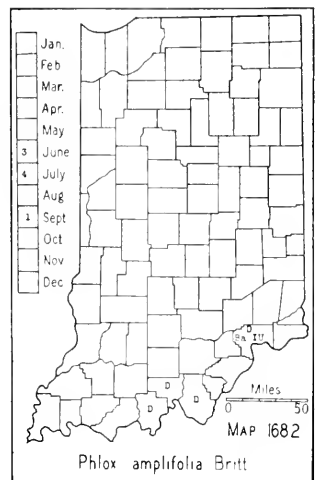 Jan.
Feb
Mar.
Apr.
May
3 June
4 July
Aug
1 Sept
Oct
Nov
Dec
D
Ba IU
D
D
D
Miles
0 50
MAP 1682
Phlox amplifolia Britt